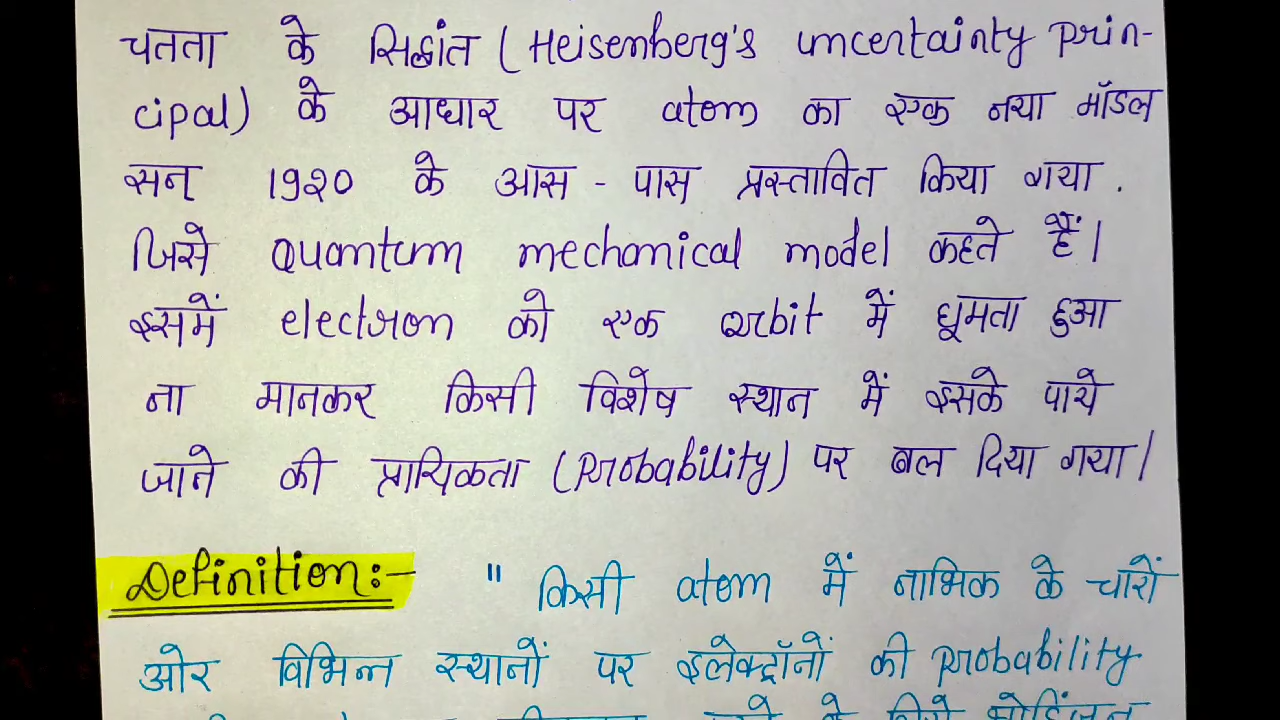 चतता के सिद्धांत (Heisenberg's uncertainty prin-
cipal) के आधार पर atom का एक नया मॉडल
सन् 1920 के आस - पास प्रस्तावित किया गया.
जिसे Quantum mechanical model कहते हैं।
इसमें electron को एक orbit में घूमता हुआ
ना मानकर किसी विशेष स्थान में इसके पाये
जाने की प्रायिकता (Probability) पर बल दिया गया।
Definition:- " किसी atom में नाभिक के चारों
ओर विभिन्न स्थानों पर इलेक्ट्रॉनों की probability